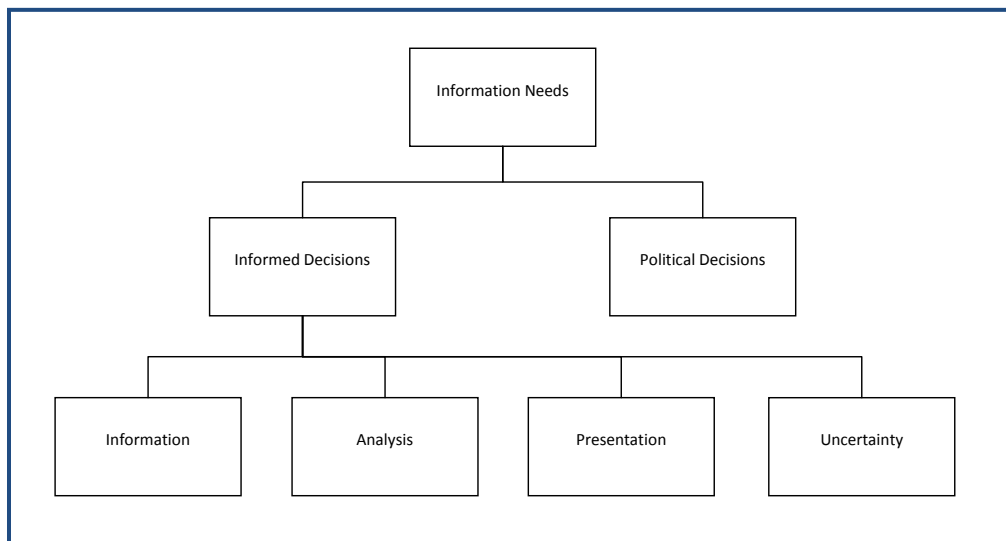 Information Needs
Informed Decisions
Political Decisions
Information
Analysis
Presentation
Uncertainty